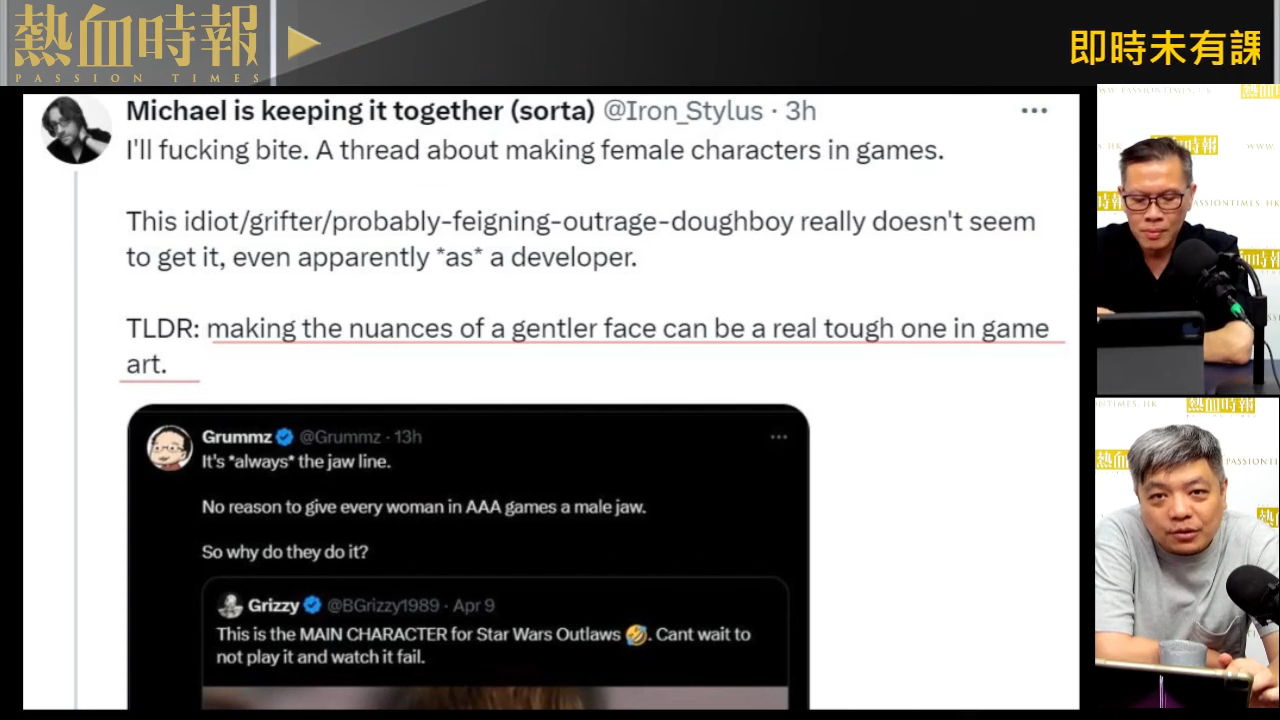 熱血時報
PASSION TIMES
即時未有課
Michael is keeping it together (sorta) @Iron_Stylus · 3h
I'll fucking bite. A thread about making female characters in games.
This idiot/grifter/probably-feigning-outrage-doughboy really doesn't seem
to get it, even apparently *as* a developer.
TLDR: making the nuances of a gentler face can be a real tough one in game
art.
Grummz @Grummz · 13h
It's *always* the jaw line.
No reason to give every woman in AAA games a male jaw.
So why do they do it?
Grizzy @BGrizzy1989 · Apr 9
This is the MAIN CHARACTER for Star Wars Outlaws 🤣. Cant wait to
not play it and watch it fail.